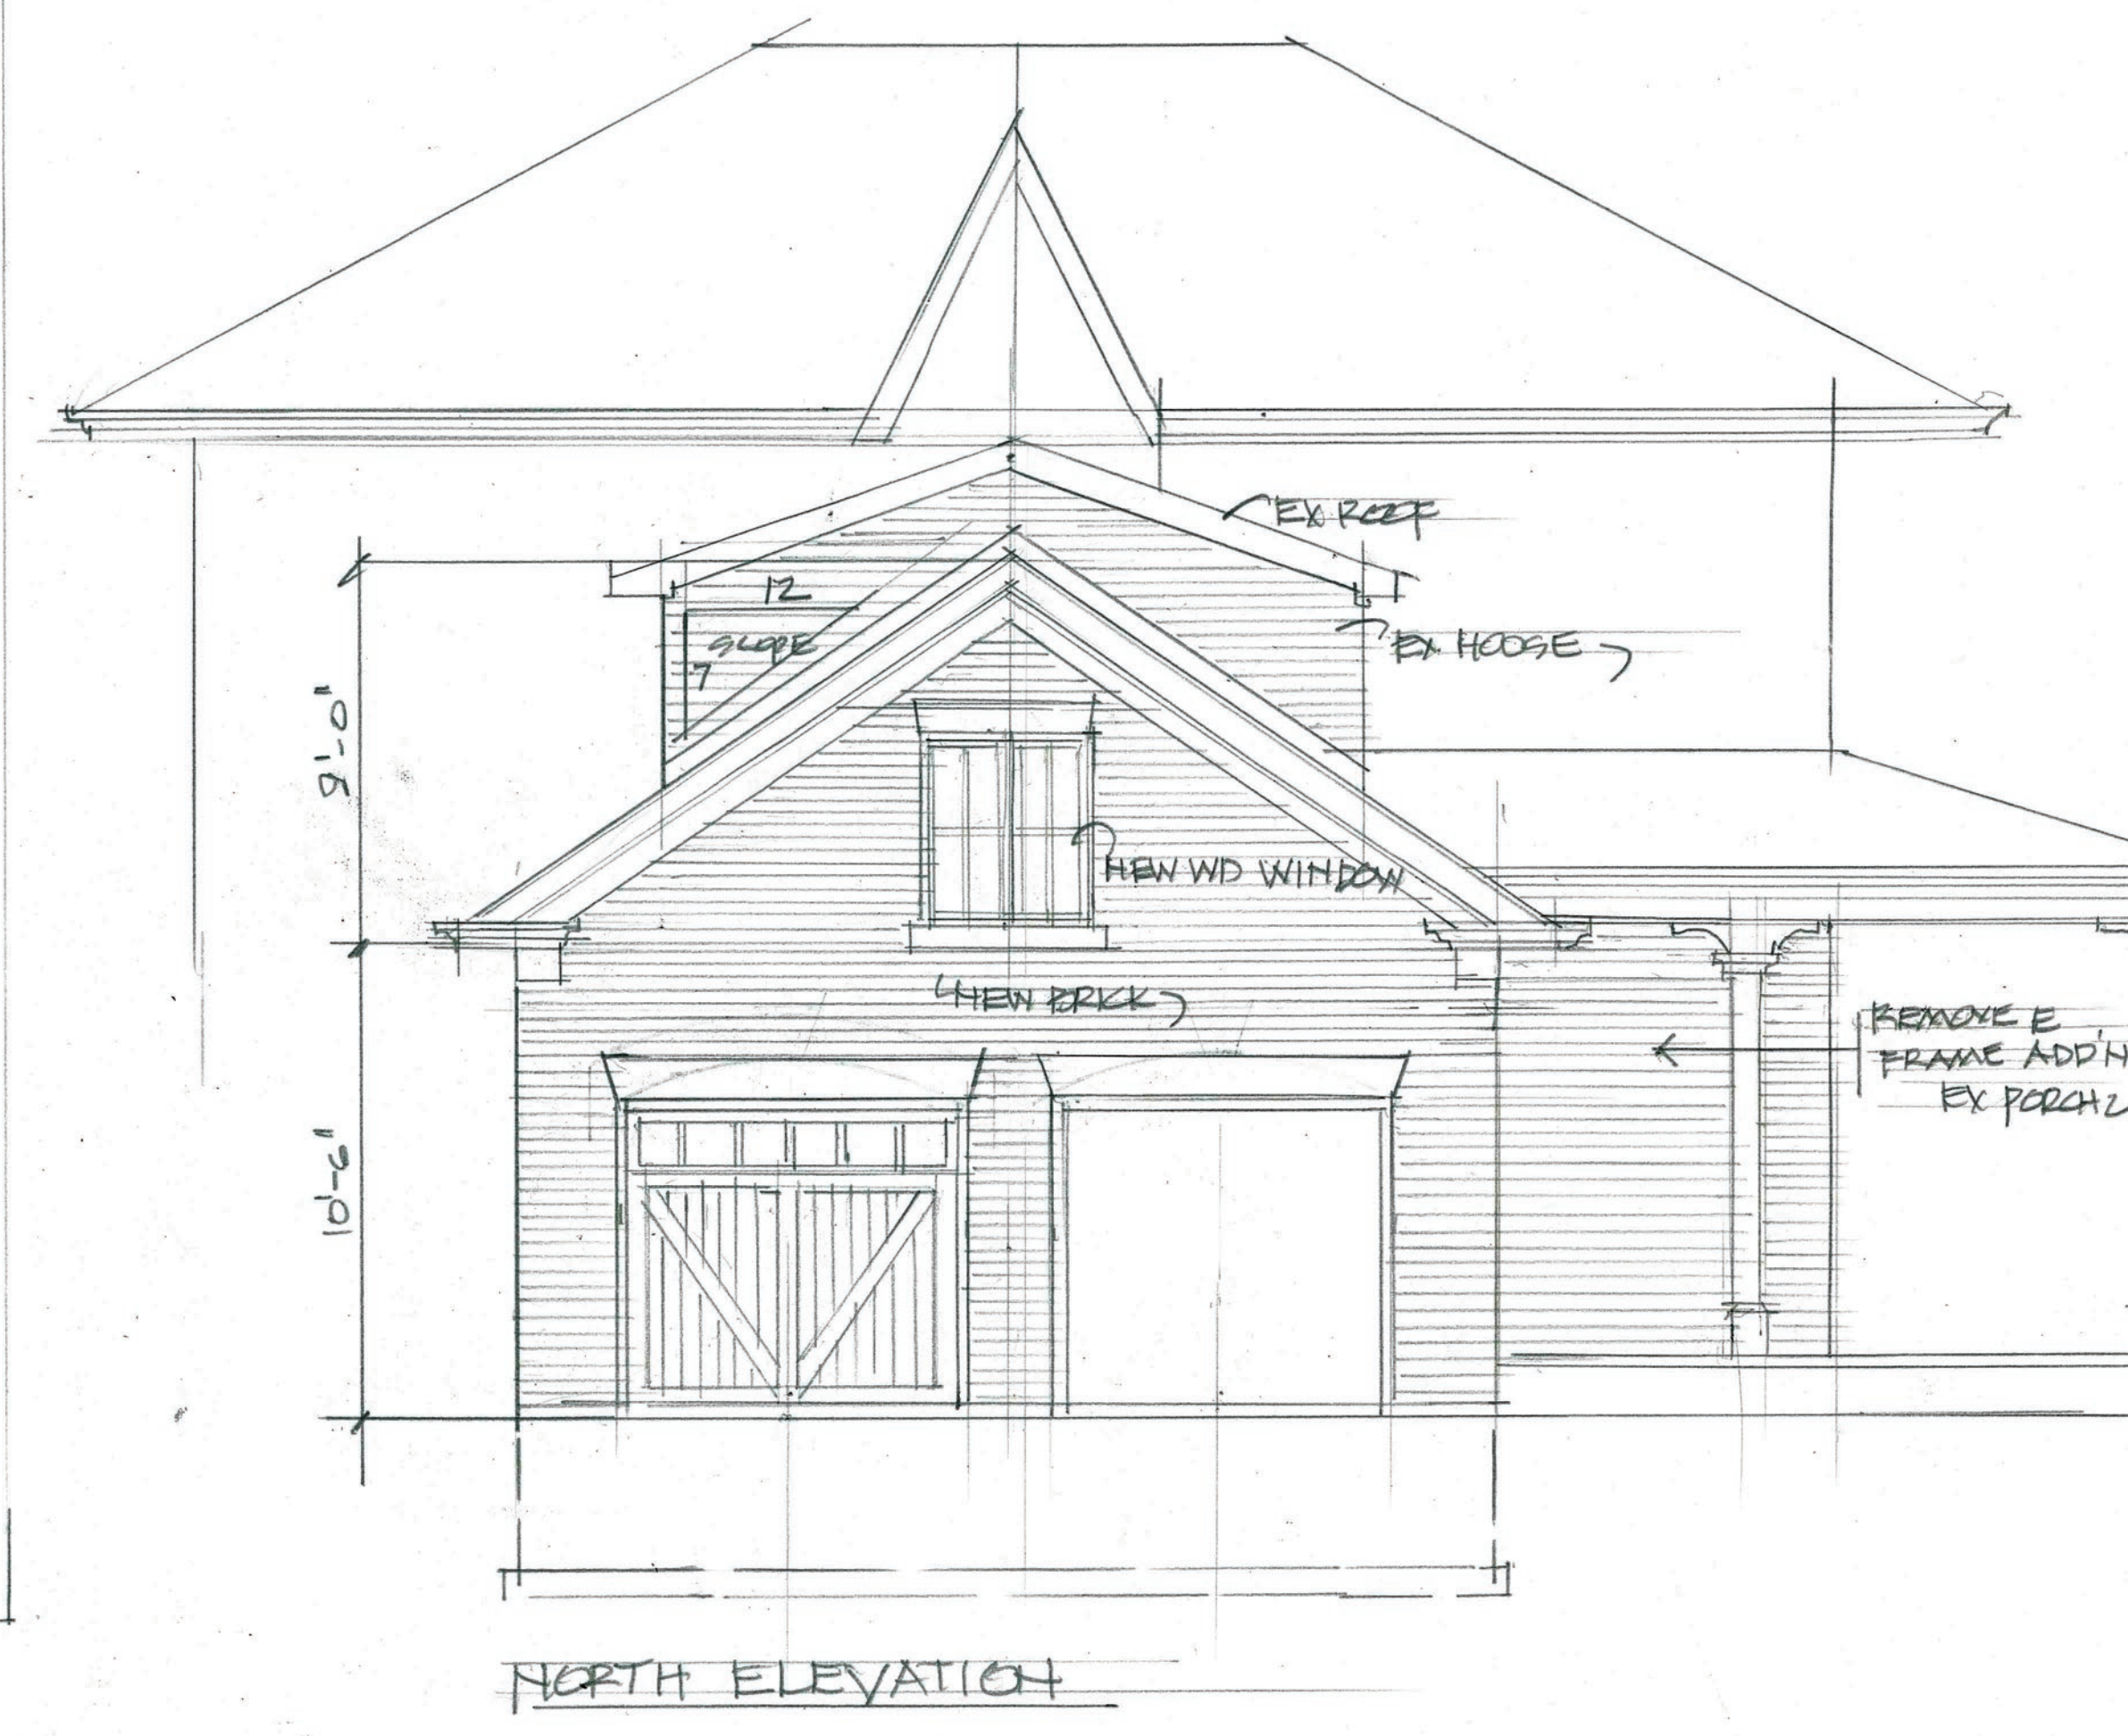 EX ROOF
12
SLOPE
7
EX. HOUSE
8'-0"
NEW WD WINDOW
NEW BRICK
REMOVE E
FRAME ADD'N
EX PORCH
10'-6"
NORTH ELEVATION